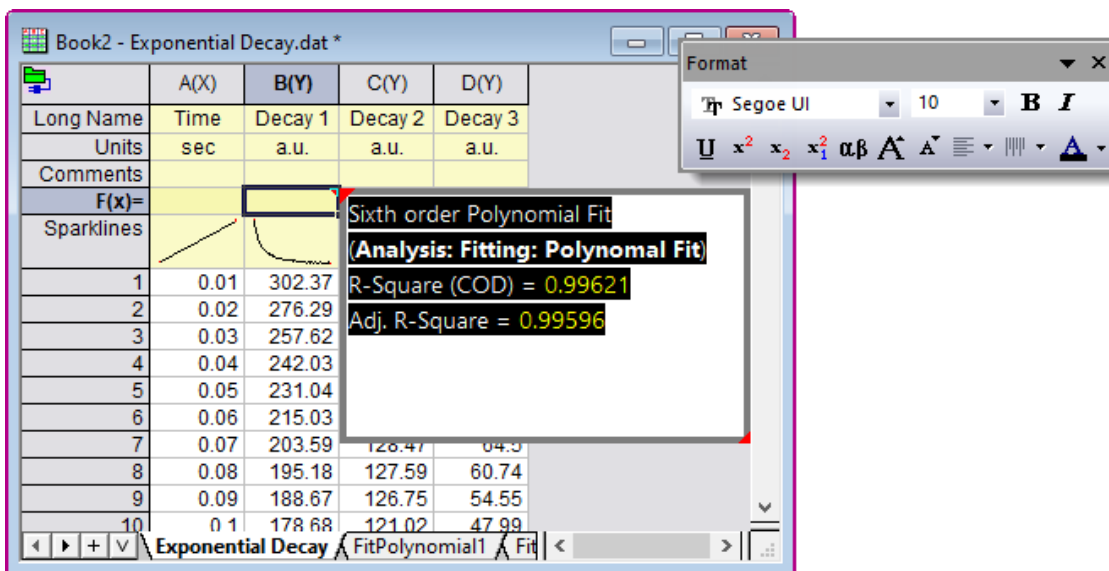 Book2 - Exponential Decay.dat *
Format
Segoe UI 10 B I
U x² x₂ x²₁ αβ A A A
A(X) B(Y) C(Y) D(Y)
Long Name Time Decay 1 Decay 2 Decay 3
Units sec a.u. a.u. a.u.
Comments
F(x)=
Sparklines
Sixth order Polynomial Fit
(Analysis: Fitting: Polynomal Fit)
R-Square (COD) = 0.99621
Adj. R-Square = 0.99596
1 0.01 302.37
2 0.02 276.29
3 0.03 257.62
4 0.04 242.03
5 0.05 231.04
6 0.06 215.03
7 0.07 203.59 128.47 64.5
8 0.08 195.18 127.59 60.74
9 0.09 188.67 126.75 54.55
10 0.1 178.68 121.02 47.99
Exponential Decay FitPolynomial1 Fit